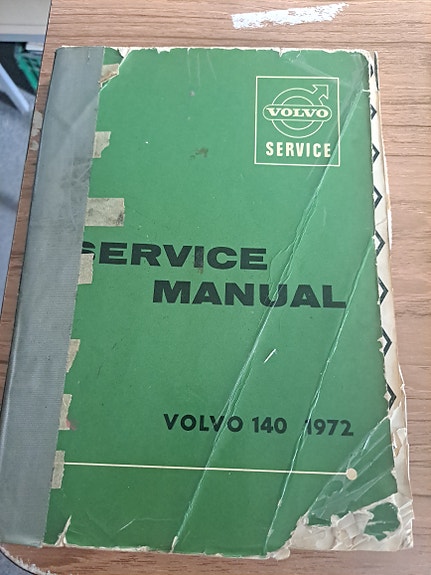 VOLVO
SERVICE
SERVICE
MANUAL
VOLVO 140 1972